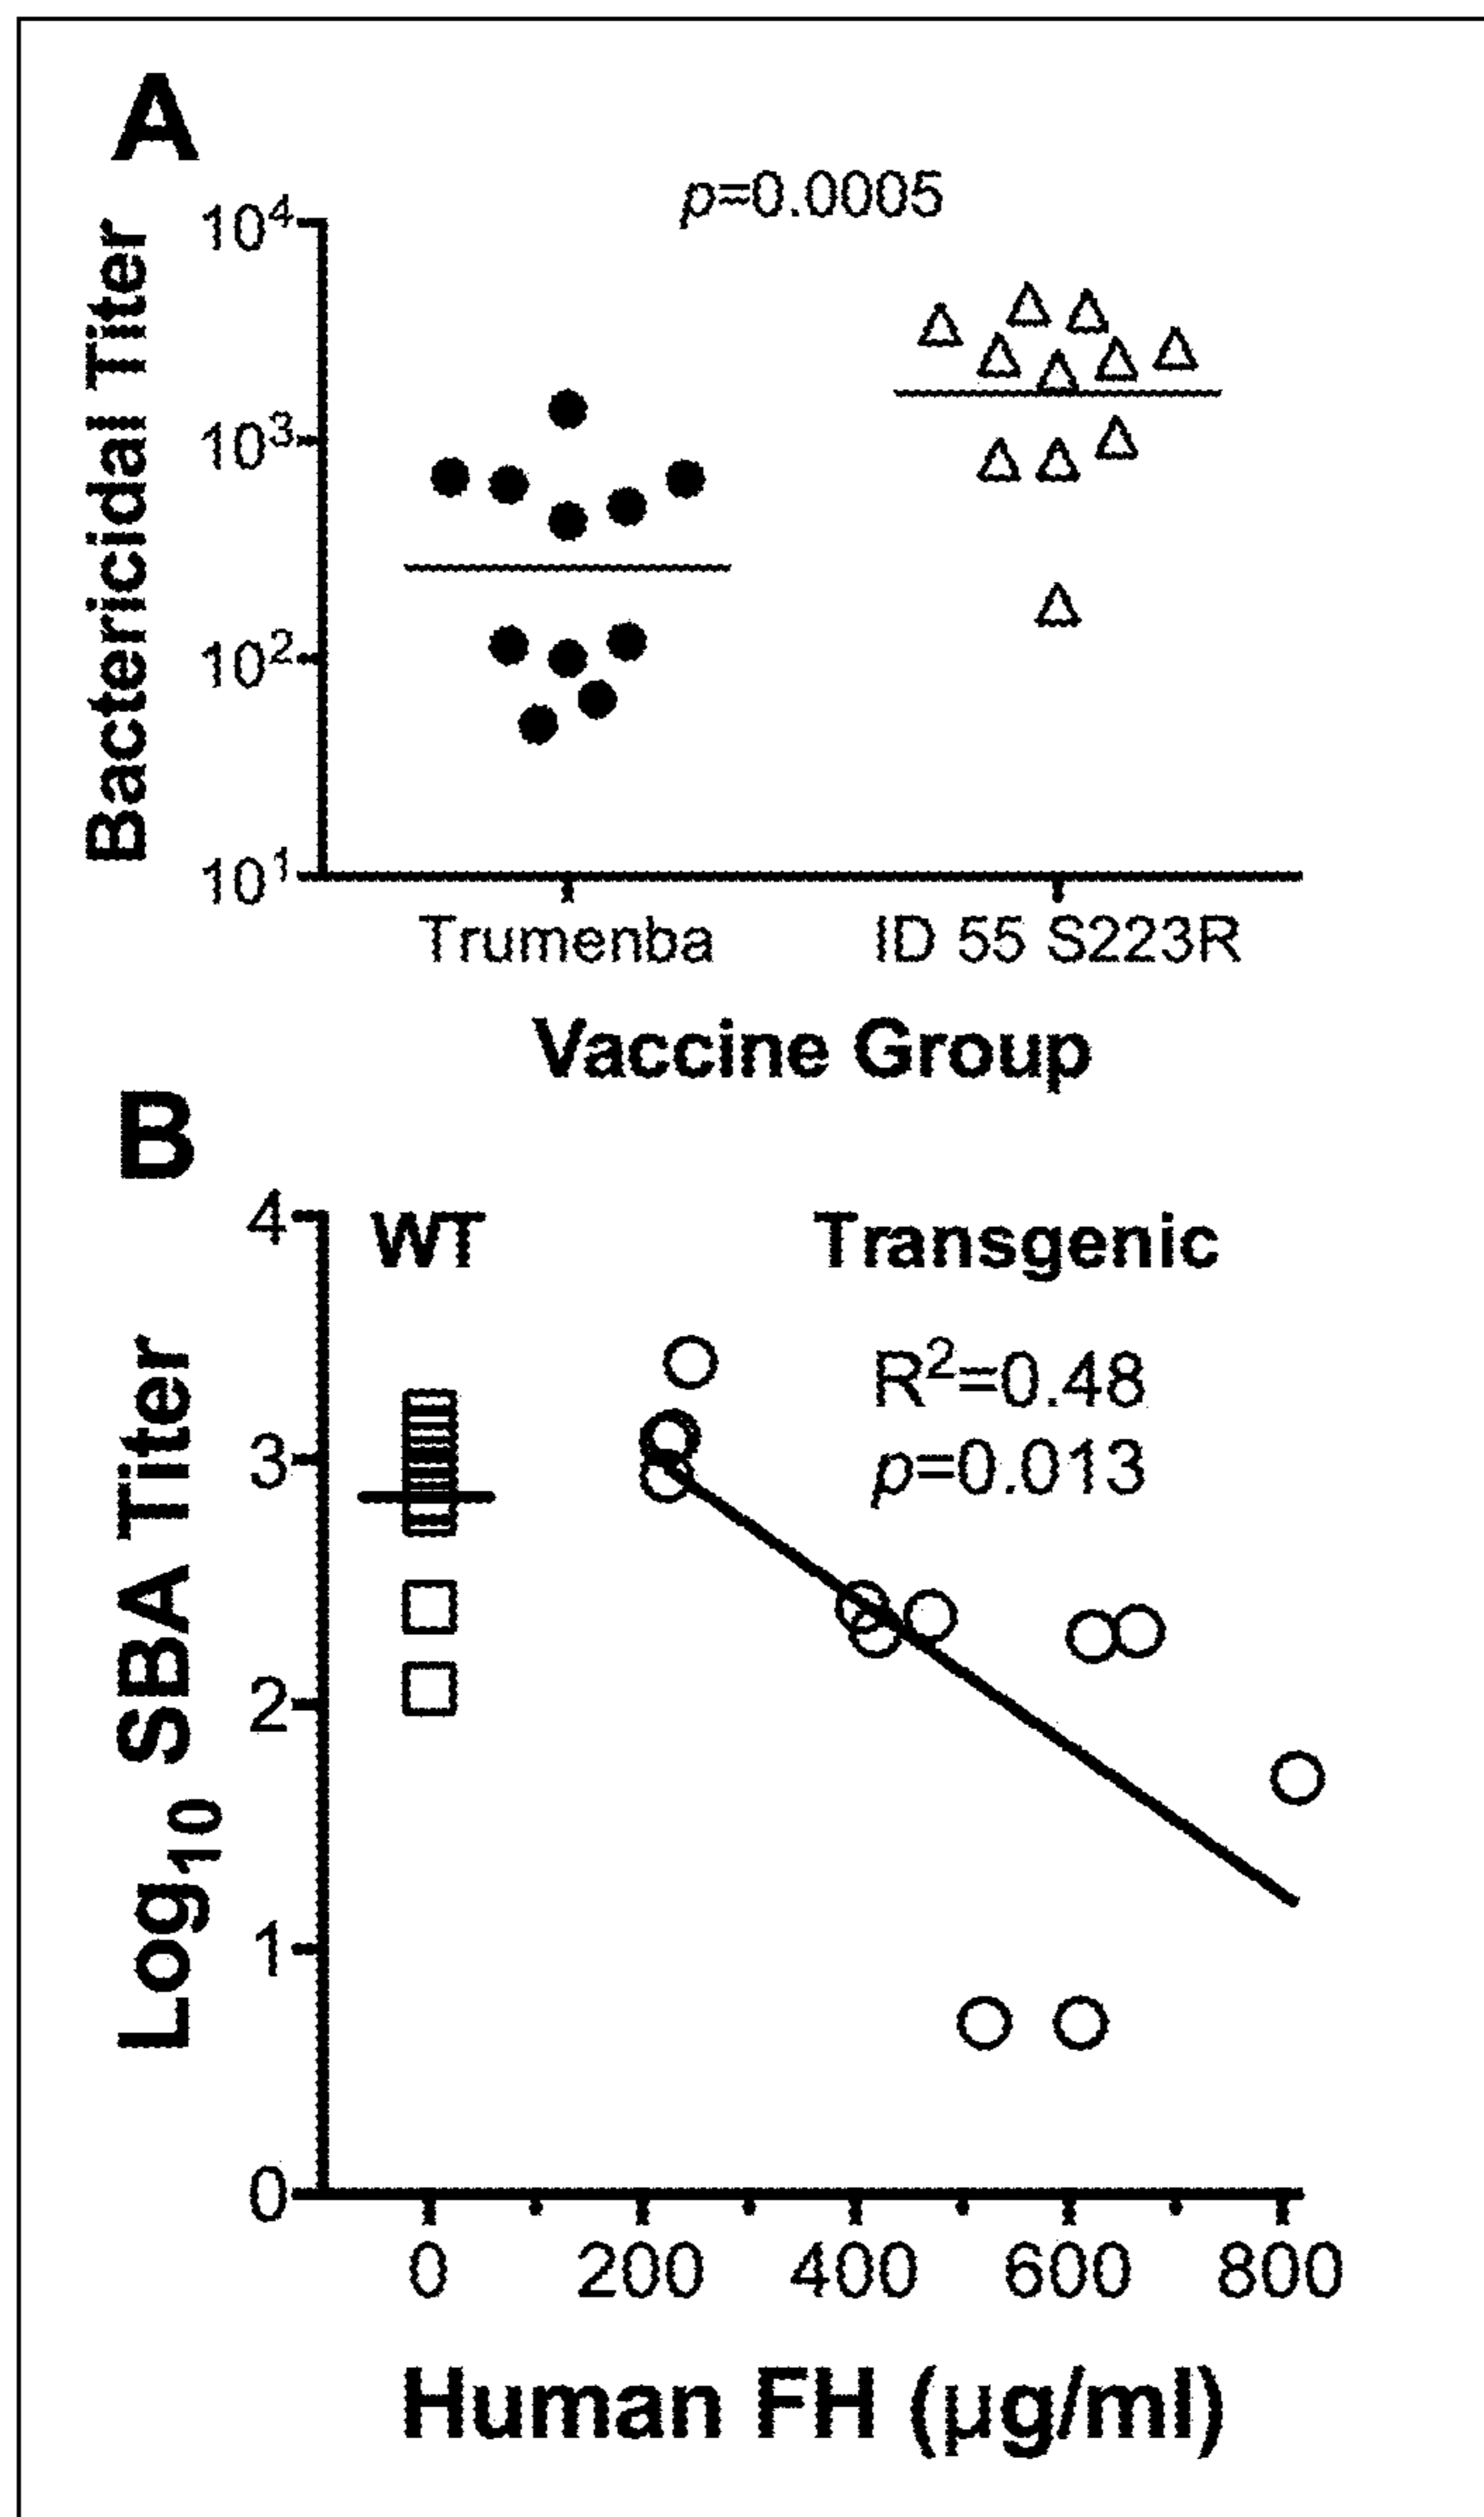 A
p=0.0005
Bactericidal Titer
10⁴
10³
10²
10¹
Trumenba
ID 55 S223R
Vaccine Group
B
WT
Transgenic
R²=0.48
p=0.013
Log₁₀ SBA Titer
4
3
2
1
0
0 200 400 600 800
Human FH (µg/ml)